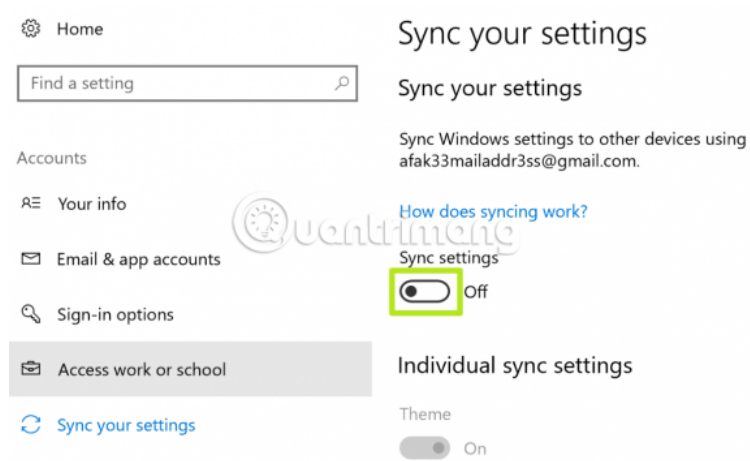 Home
Find a setting
Accounts
Your info
Email & app accounts
Sign-in options
Access work or school
Sync your settings
Sync your settings
Sync your settings
Sync Windows settings to other devices using
afak33mailaddr3ss@gmail.com.
How does syncing work?
Sync settings
Off
Individual sync settings
Theme
On
Quantrimang